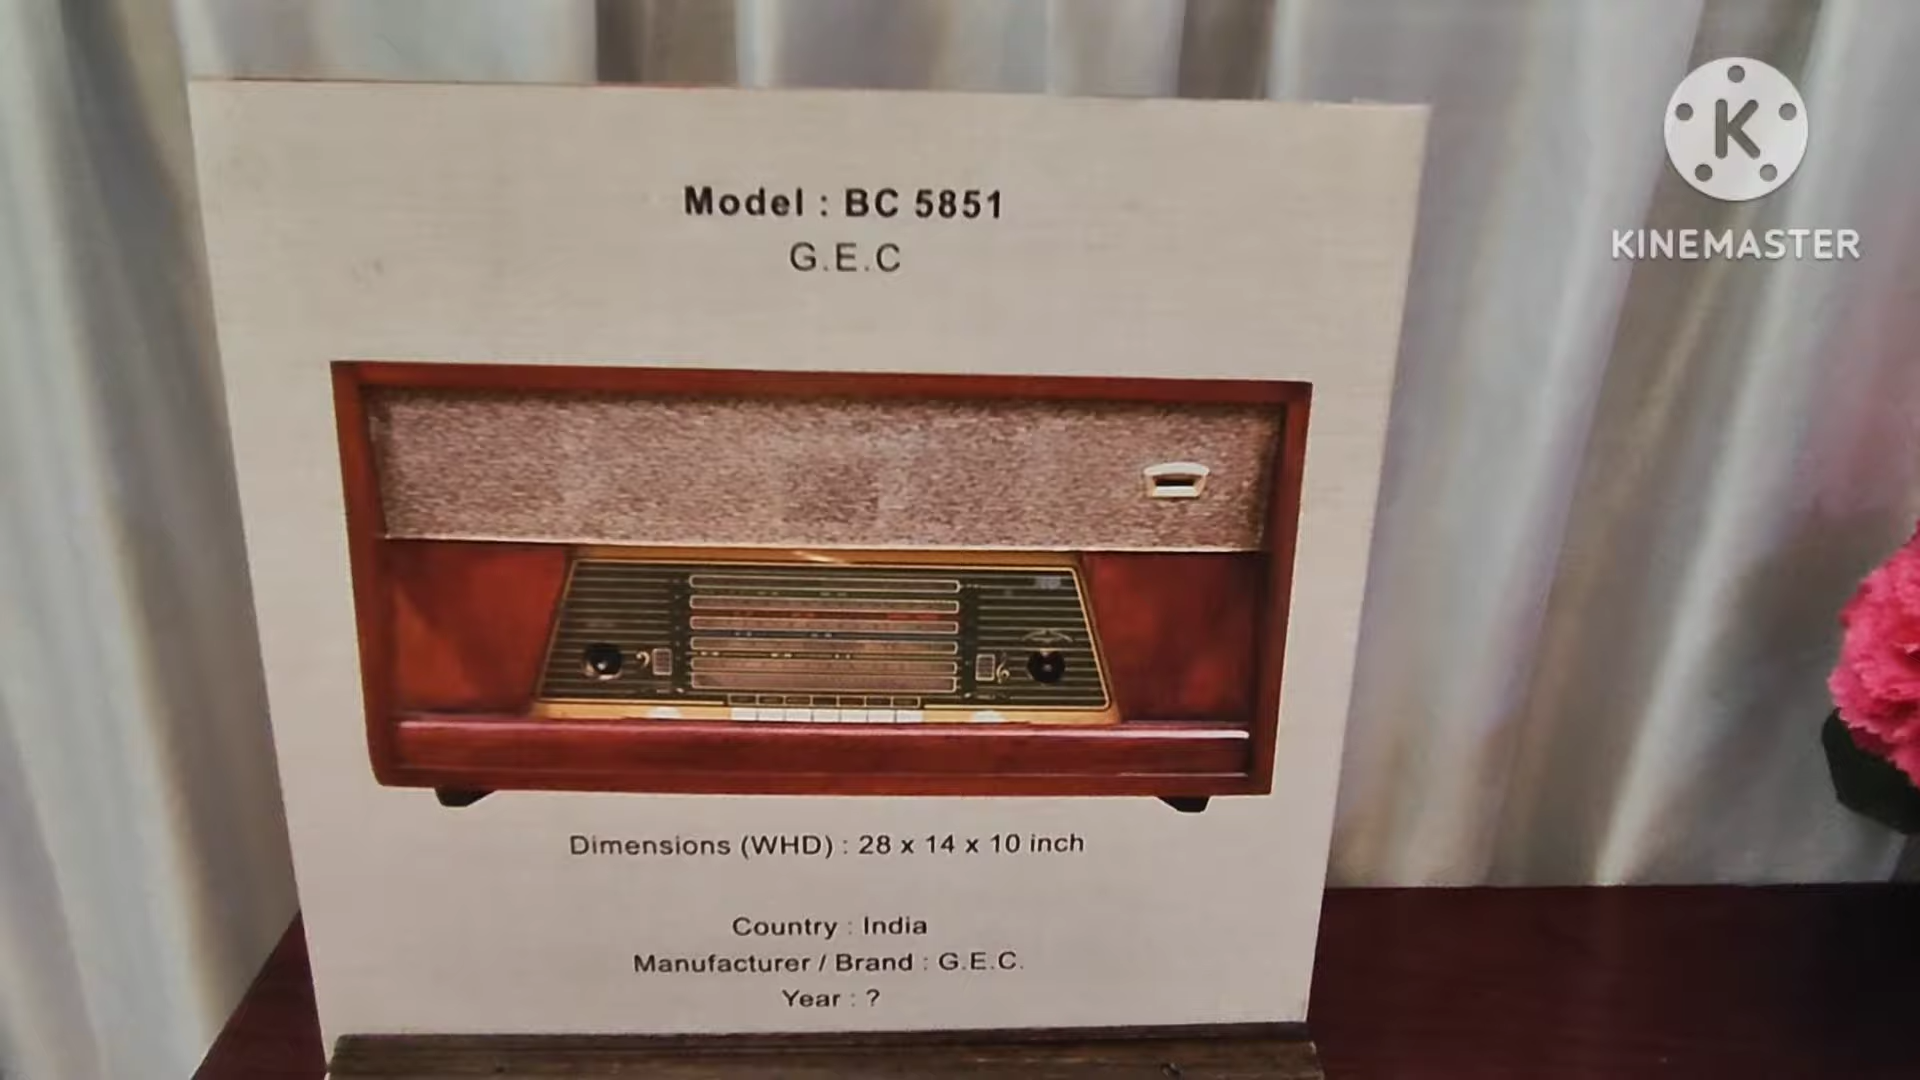 Model : BC 5851
G.E.C
Dimensions (WHD) : 28 x 14 x 10 inch
Country : India
Manufacturer / Brand : G.E.C.
Year : ?
K
KINEMASTER